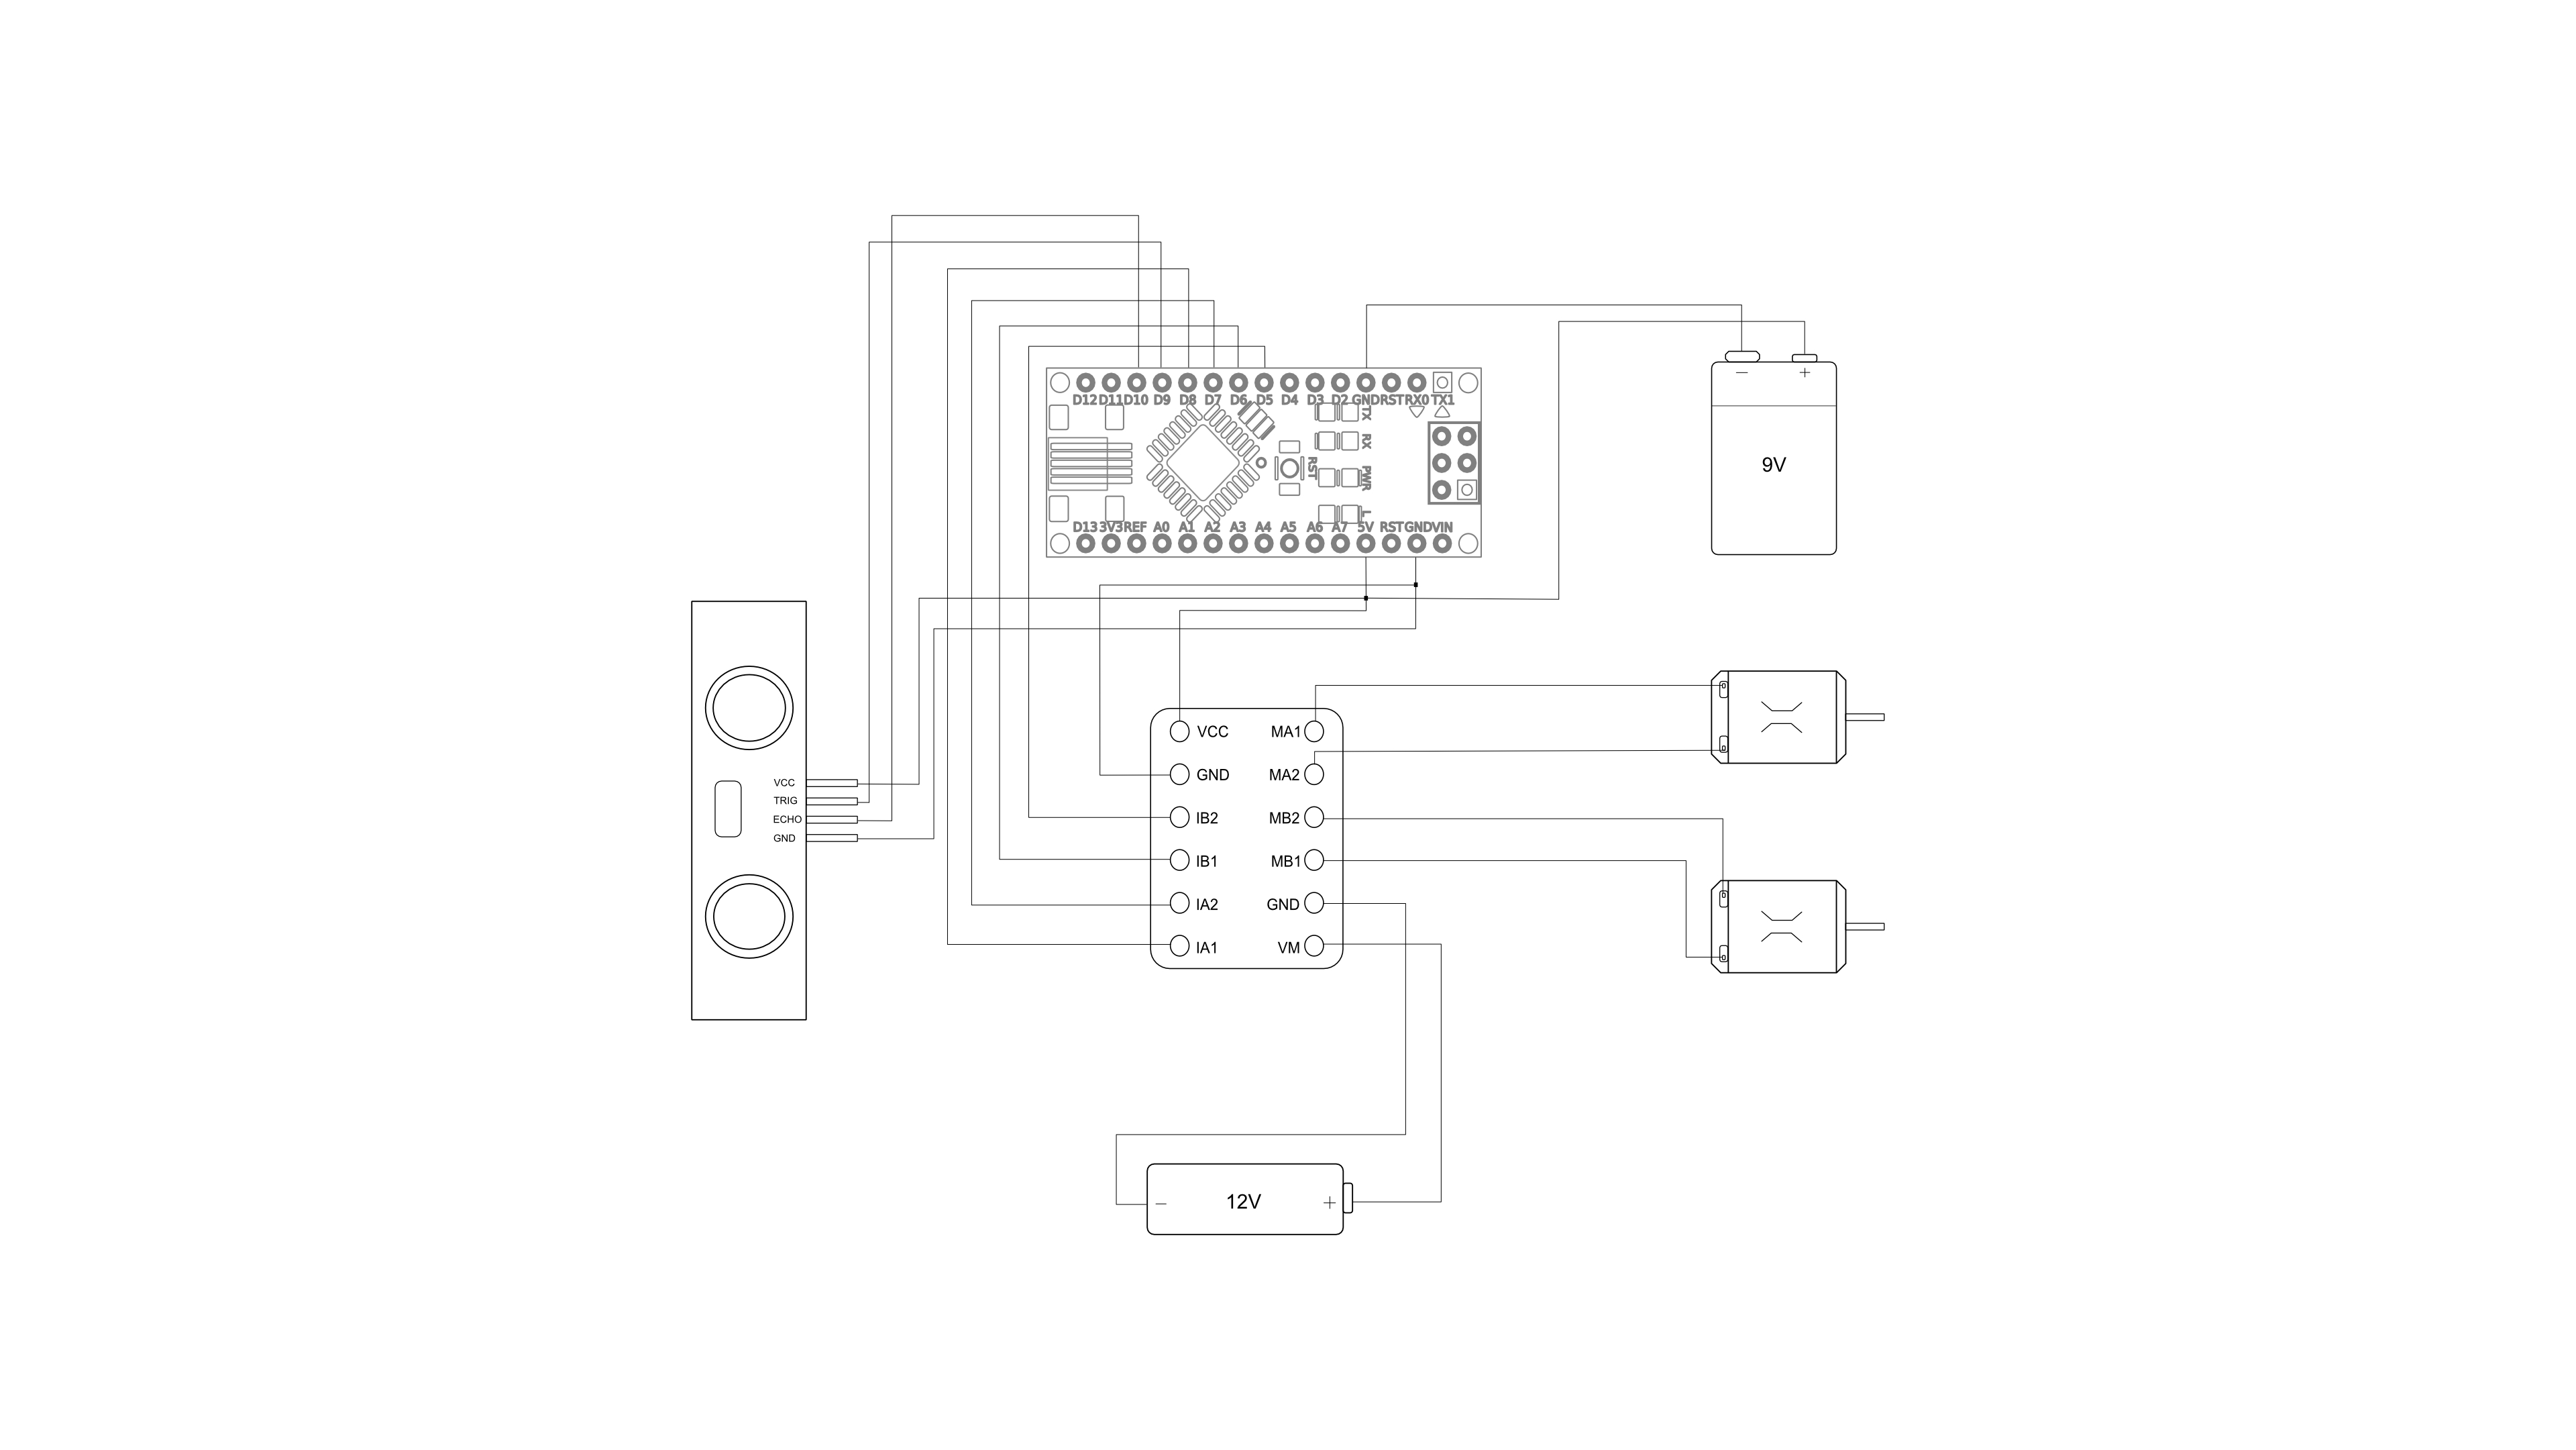 D12 D11 D10 D9 D8 D7 D6 D5 D4 D3 D2 GND RST RX0 TX1
TX
RX
RST
PWR
L
D13 3V3 REF A0 A1 A2 A3 A4 A5 A6 A7 5V RST GND VIN
− +
9V
VCC
TRIG
ECHO
GND
VCC MA1
GND MA2
IB2 MB2
IB1 MB1
IA2 GND
IA1 VM
− 12V +